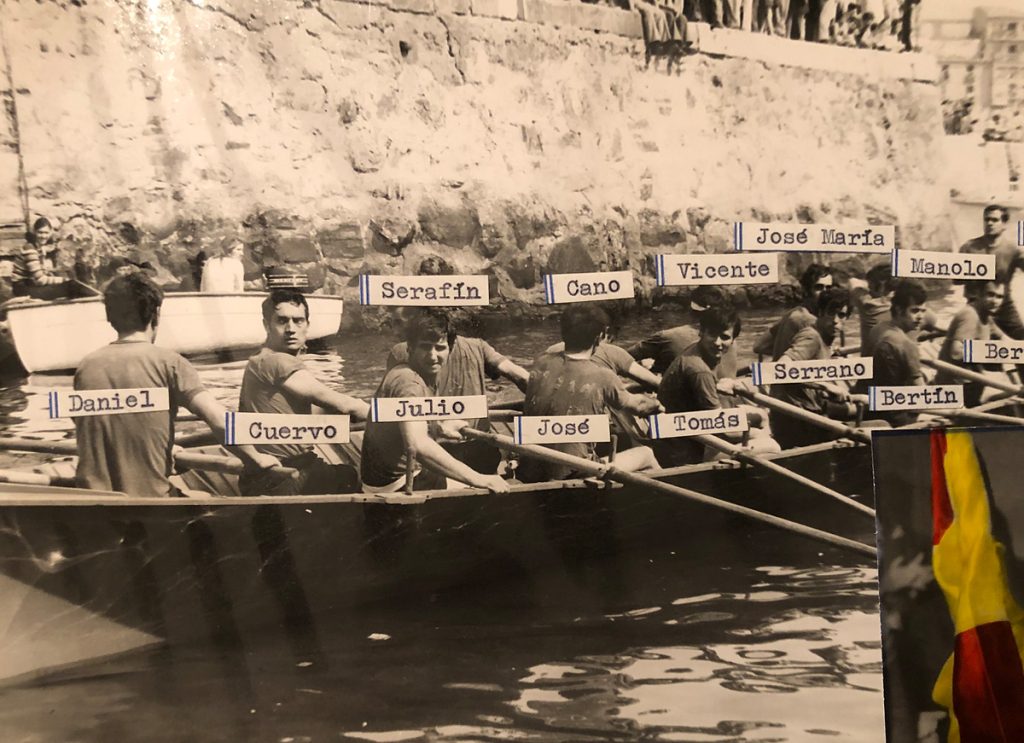 José María
Vicente
Manolo
Serafín
Cano
Ber
Serrano
Daniel
Julio
Bertín
Cuervo
José
Tomás